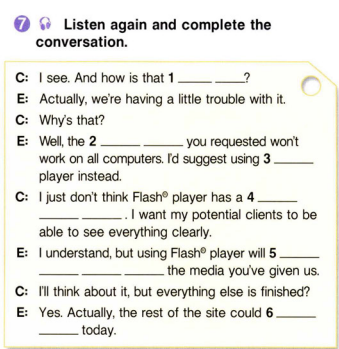 7 Listen again and complete the
conversation.
C: I see. And how is that 1 _____ _____?
E: Actually, we're having a little trouble with it.
C: Why's that?
E: Well, the 2 _____ _____ you requested won't
work on all computers. I'd suggest using 3 _____
player instead.
C: I just don't think Flash® player has a 4 _____
_____ _____ . I want my potential clients to be
able to see everything clearly.
E: I understand, but using Flash® player will 5 _____
_____ _____ _____ the media you've given us.
C: I'll think about it, but everything else is finished?
E: Yes. Actually, the rest of the site could 6 _____
_____ today.